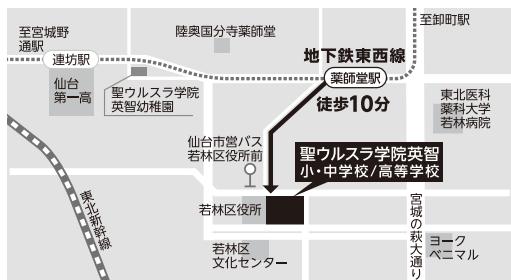 至宮城野
通駅
連坊駅
仙台
第一高
聖ウルスラ学院
英智幼稚園
陸奥国分寺薬師堂
地下鉄東西線
薬師堂駅
徒歩10分
至卸町駅
東北医科
薬科大学
若林病院
仙台市営バス
若林区役所前
聖ウルスラ学院英智
小・中学校/高等学校
東北新幹線
若林区役所
若林区
文化センター
宮城の萩大通り
ヨーク
ベニマル